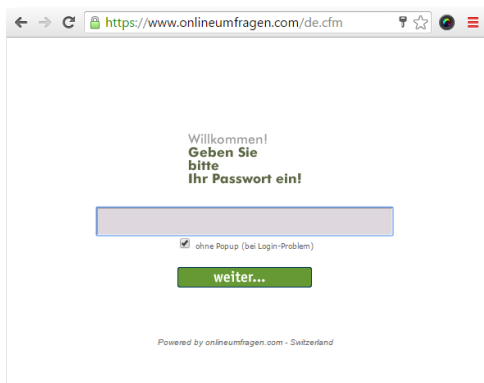 https://www.onlineumfragen.com/de.cfm
Willkommen!
Geben Sie
bitte
Ihr Passwort ein!
ohne Popup (bei Login-Problem)
weiter...
Powered by onlineumfragen.com - Switzerland